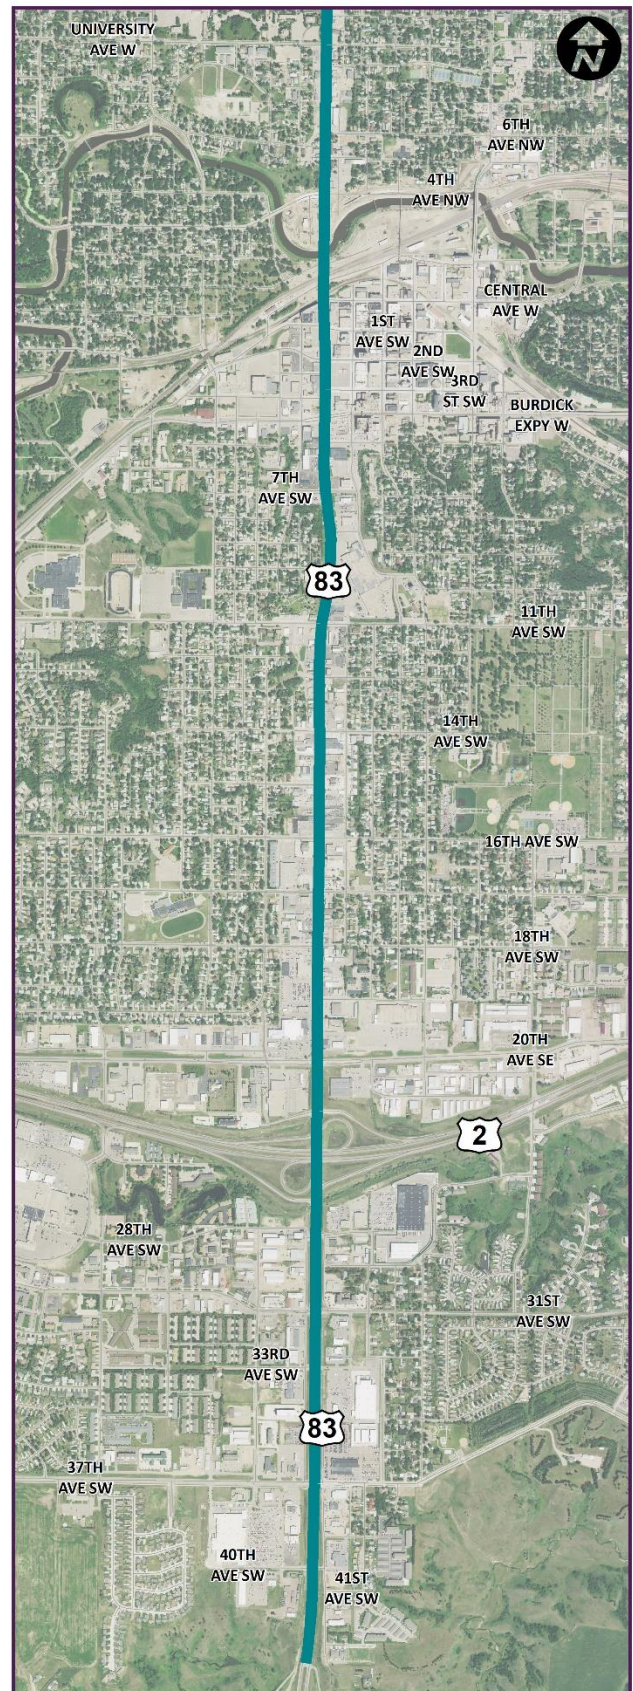 UNIVERSITY
AVE W
N
6TH
AVE NW
4TH
AVE NW
CENTRAL
AVE W
1ST
AVE SW
2ND
AVE SW
3RD
ST SW
BURDICK
EXPY W
7TH
AVE SW
83
11TH
AVE SW
14TH
AVE SW
16TH AVE SW
18TH
AVE SW
20TH
AVE SE
2
28TH
AVE SW
31ST
AVE SW
33RD
AVE SW
83
37TH
AVE SW
40TH
AVE SW
41ST
AVE SW